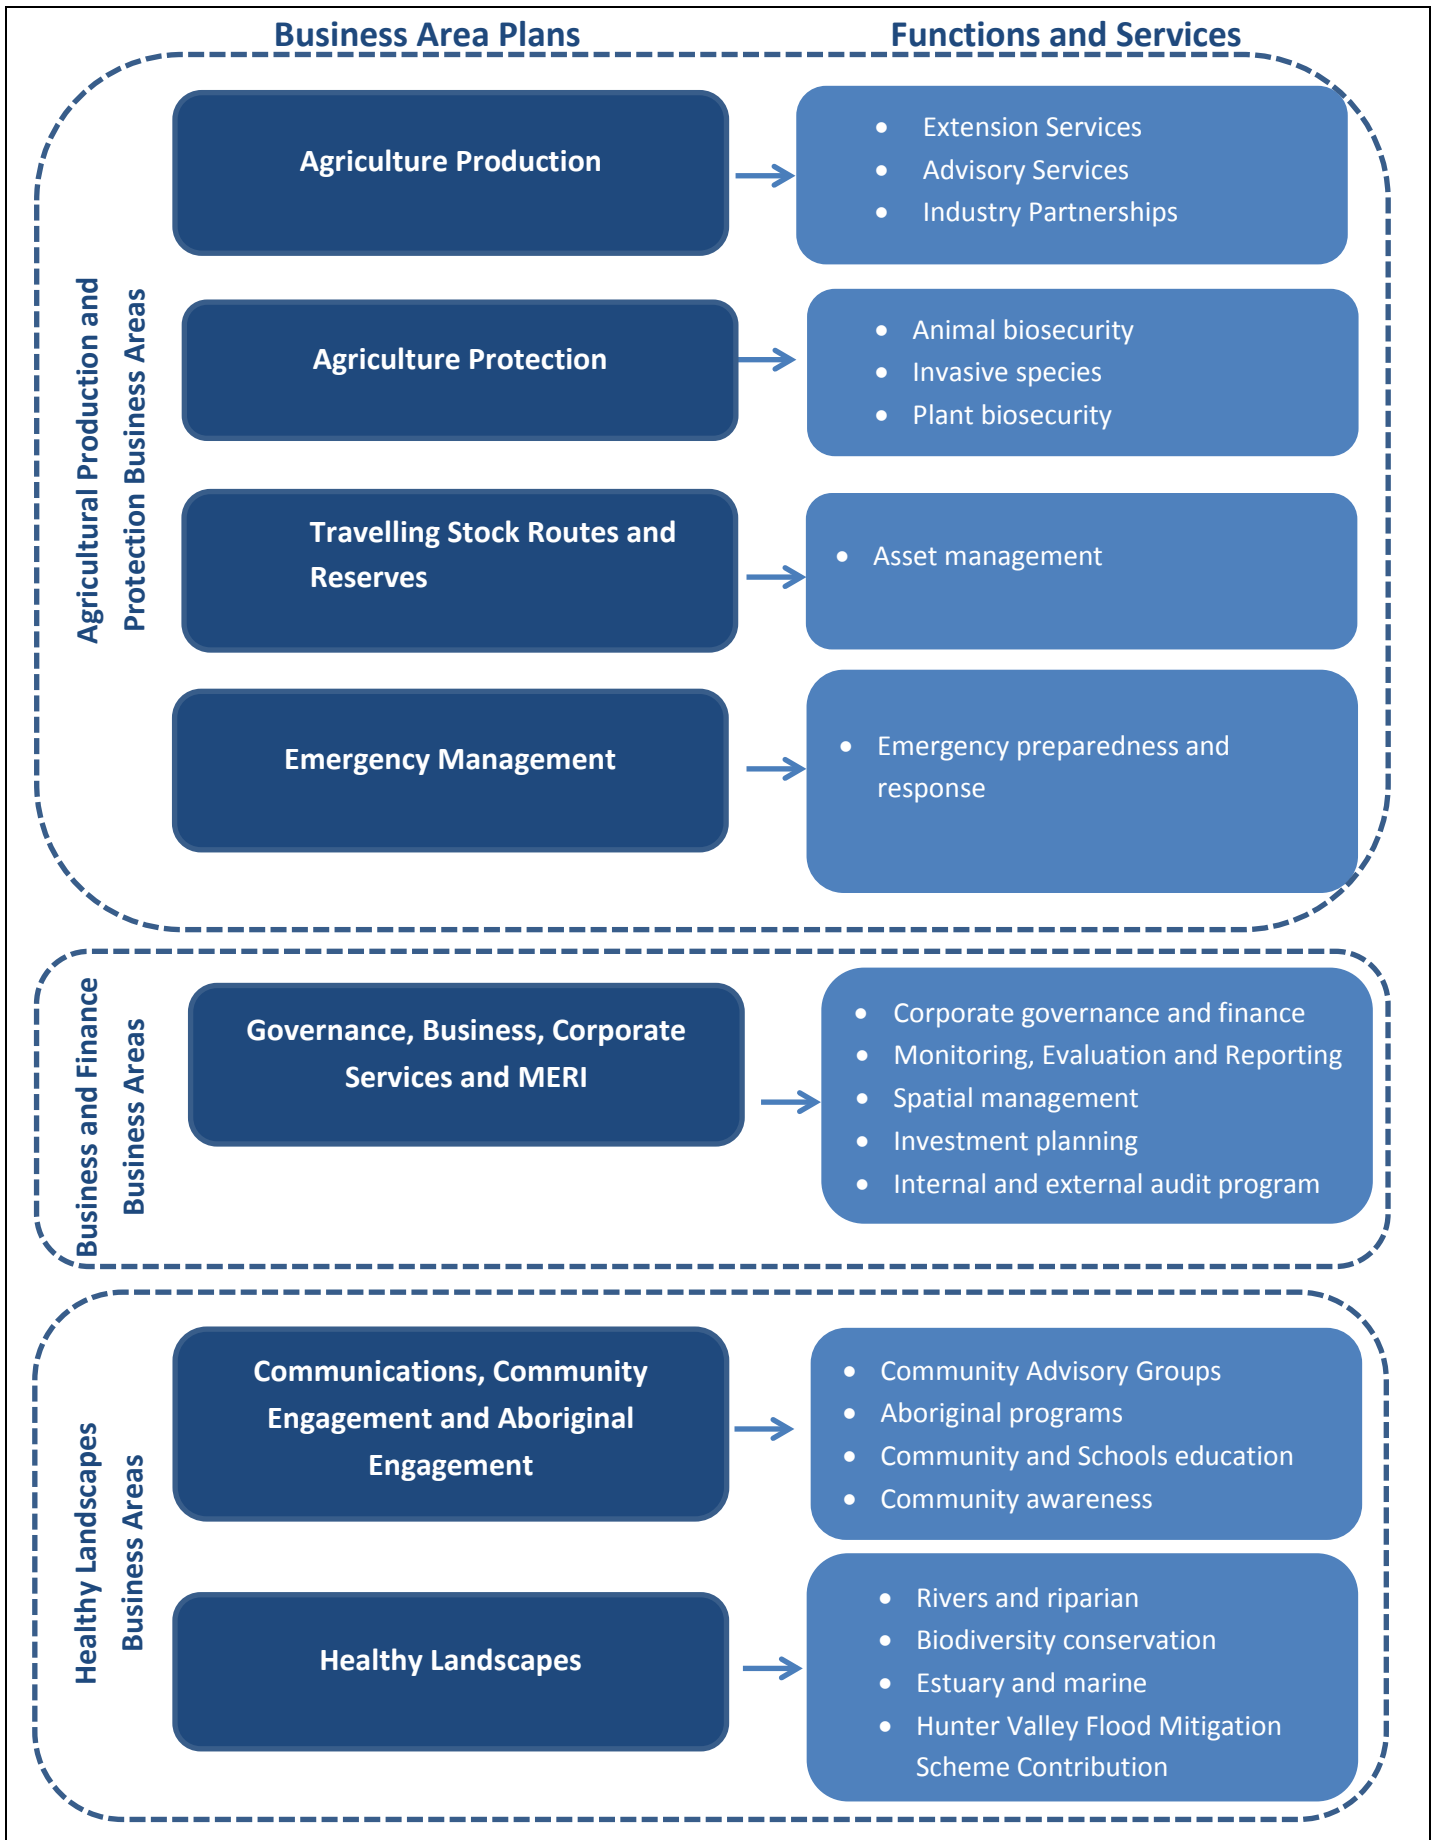 Business Area Plans
Functions and Services
Agricultural Production and
Protection Business Areas
Agriculture Production
• Extension Services
• Advisory Services
• Industry Partnerships
Agriculture Protection
• Animal biosecurity
• Invasive species
• Plant biosecurity
Travelling Stock Routes and
Reserves
• Asset management
Emergency Management
• Emergency preparedness and
response
Business and Finance
Business Areas
Governance, Business, Corporate
Services and MERI
• Corporate governance and finance
• Monitoring, Evaluation and Reporting
• Spatial management
• Investment planning
• Internal and external audit program
Healthy Landscapes
Business Areas
Communications, Community
Engagement and Aboriginal
Engagement
• Community Advisory Groups
• Aboriginal programs
• Community and Schools education
• Community awareness
Healthy Landscapes
• Rivers and riparian
• Biodiversity conservation
• Estuary and marine
• Hunter Valley Flood Mitigation
Scheme Contribution